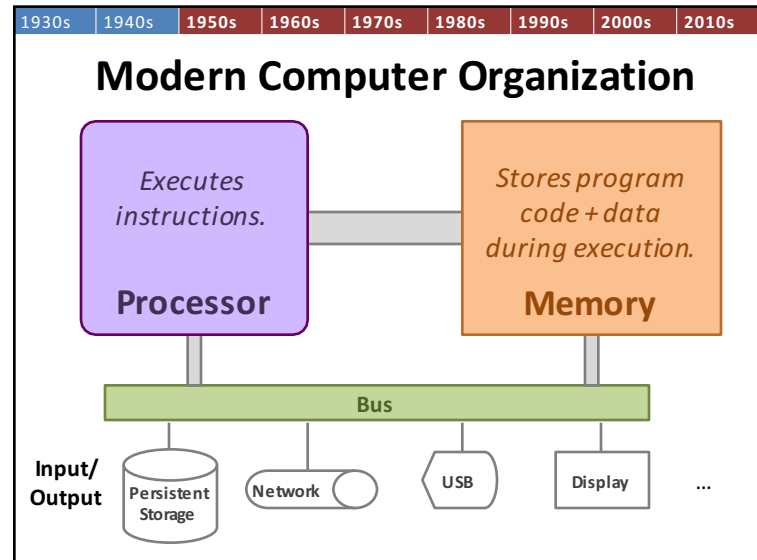 1930s 1940s 1950s 1960s 1970s 1980s 1990s 2000s 2010s
Modern Computer Organization
Executes
instructions.
Processor
Stores program
code + data
during execution.
Memory
Bus
Input/
Output
Persistent
Storage
Network
USB
Display
...